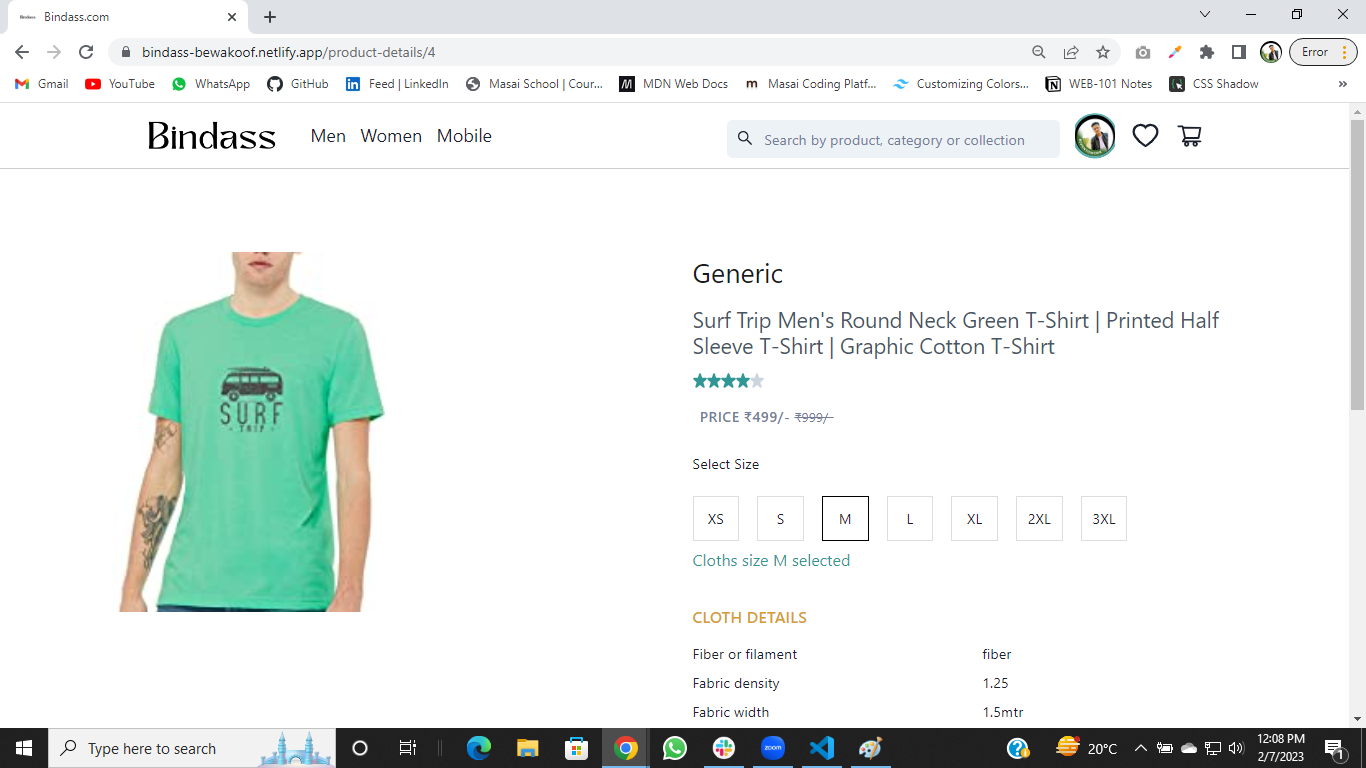 Bindass.com
bindass-bewakoof.netlify.app/product-details/4
Error
Gmail YouTube WhatsApp GitHub Feed | LinkedIn Masai School | Cour... MDN Web Docs Masai Coding Platf... Customizing Colors... WEB-101 Notes CSS Shadow »
Bindass Men Women Mobile Search by product, category or collection
Generic
Surf Trip Men's Round Neck Green T-Shirt | Printed Half
Sleeve T-Shirt | Graphic Cotton T-Shirt
PRICE ₹499/- ₹999/-
Select Size
XS S M L XL 2XL 3XL
Cloths size M selected
CLOTH DETAILS
Fiber or filament fiber
Fabric density 1.25
Fabric width 1.5mtr
SURF
- TRIP -
Type here to search
zoom
20°C
12:08 PM
2/7/2023
1